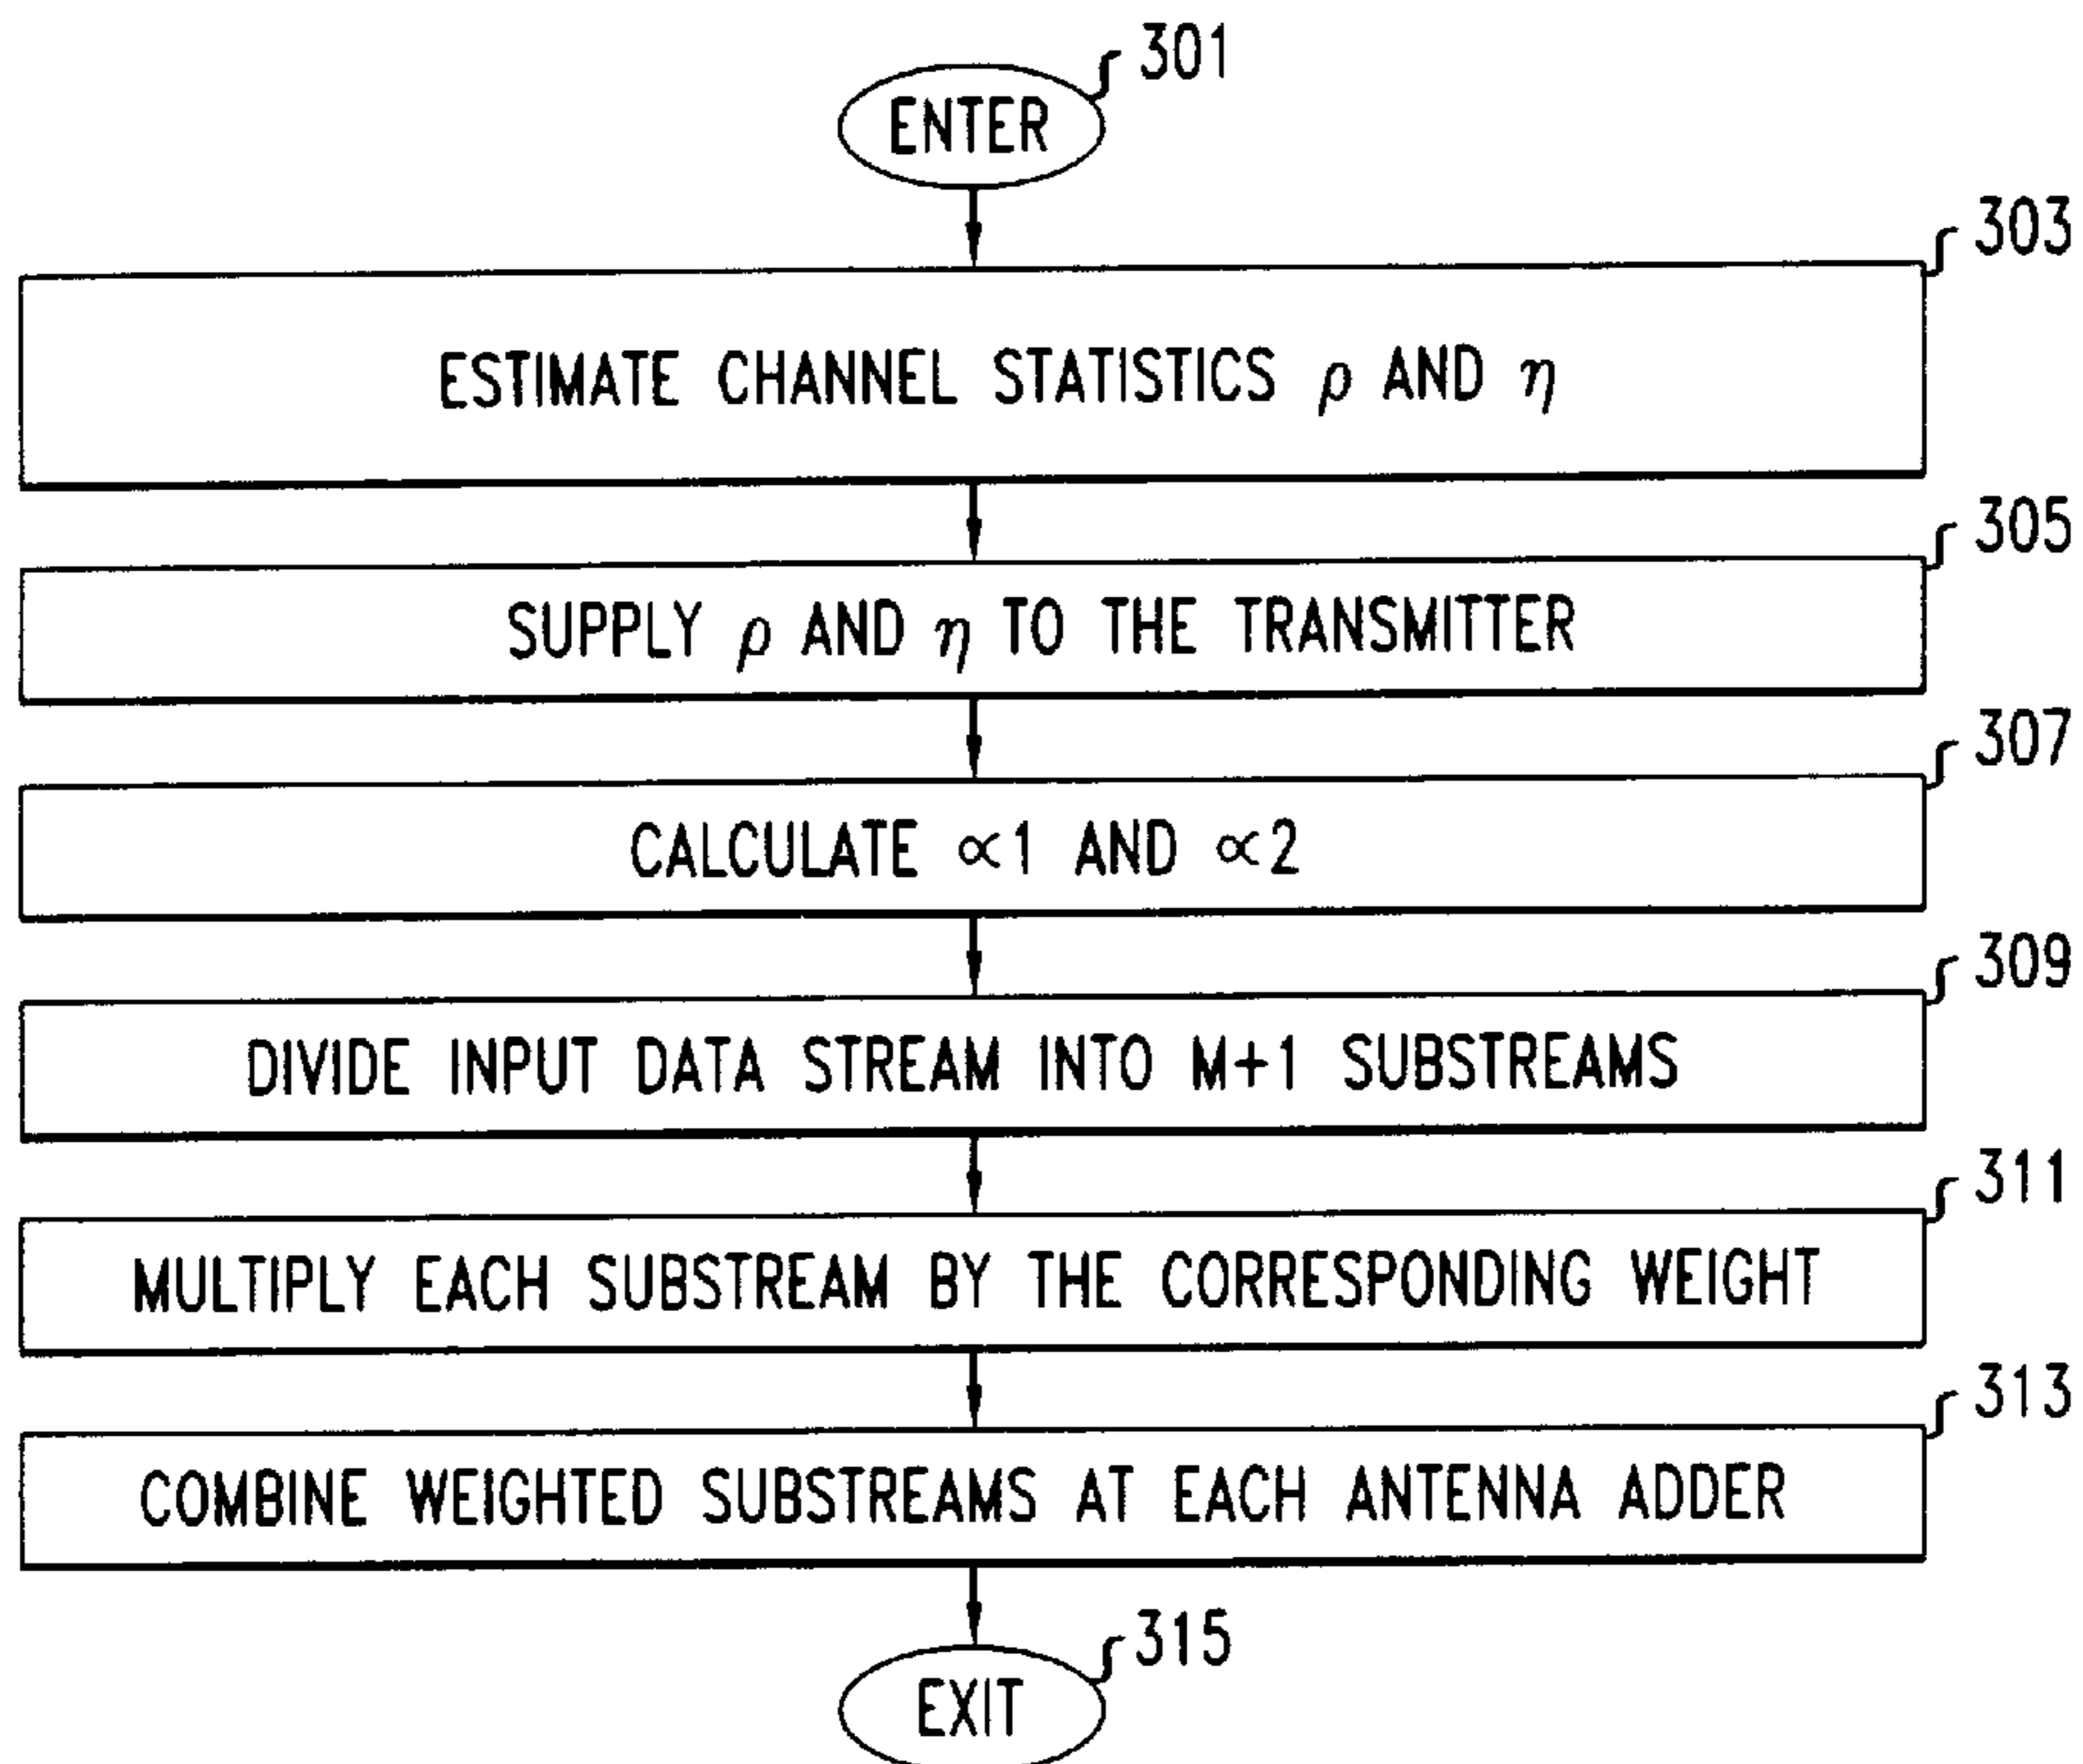 301
ENTER
303
ESTIMATE CHANNEL STATISTICS ρ AND η
305
SUPPLY ρ AND η TO THE TRANSMITTER
307
CALCULATE ∝1 AND ∝2
309
DIVIDE INPUT DATA STREAM INTO M+1 SUBSTREAMS
311
MULTIPLY EACH SUBSTREAM BY THE CORRESPONDING WEIGHT
313
COMBINE WEIGHTED SUBSTREAMS AT EACH ANTENNA ADDER
315
EXIT